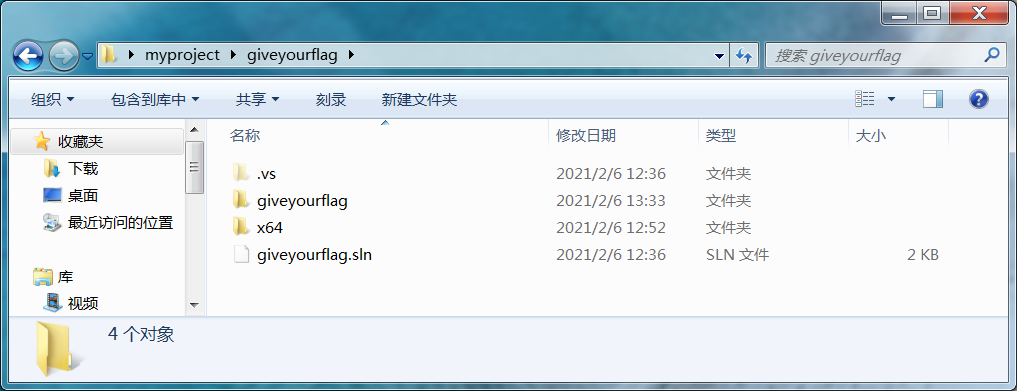 myproject giveyourflag 搜索 giveyourflag
组织 包含到库中 共享 刻录 新建文件夹
收藏夹
下载
桌面
最近访问的位置
库
视频
名称 修改日期 类型 大小
.vs 2021/2/6 12:36 文件夹
giveyourflag 2021/2/6 13:33 文件夹
x64 2021/2/6 12:52 文件夹
giveyourflag.sln 2021/2/6 12:36 SLN 文件 2 KB
4 个对象